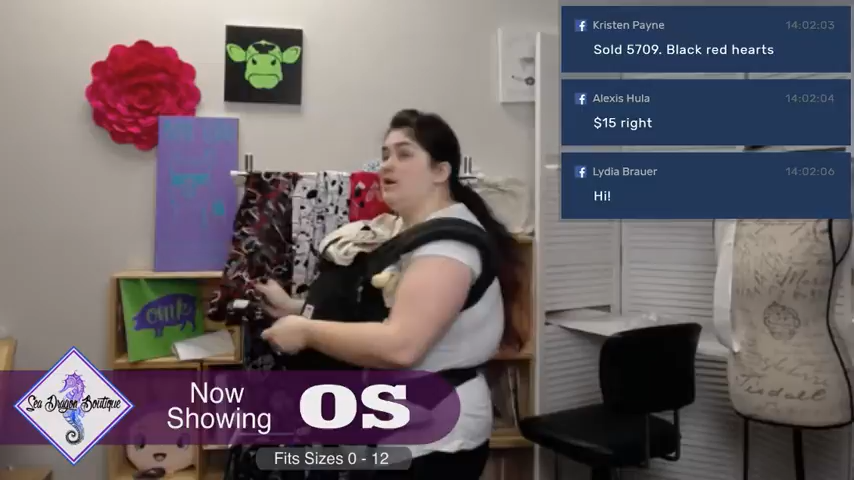 Kristen Payne 14:02:03
Sold 5709. Black red hearts
Alexis Hula 14:02:04
$15 right
Lydia Brauer 14:02:06
Hi!
oink
Sea Dragon Boutique
Now
Showing
OS
Fits Sizes 0 - 12